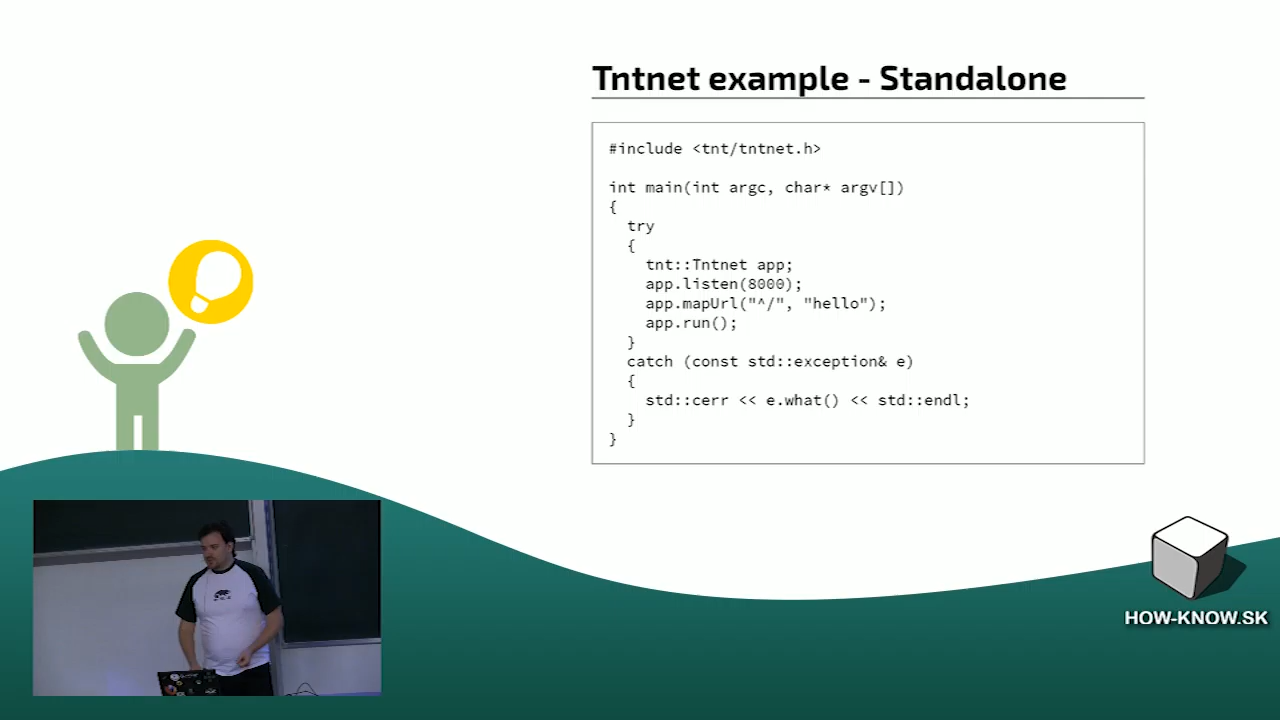 Tntnet example - Standalone
#include <tnt/tntnet.h>
int main(int argc, char* argv[])
{
  try
  {
    tnt::Tntnet app;
    app.listen(8000);
    app.mapUrl("^/", "hello");
    app.run();
  }
  catch (const std::exception& e)
  {
    std::cerr << e.what() << std::endl;
  }
}
HOW-KNOW.SK